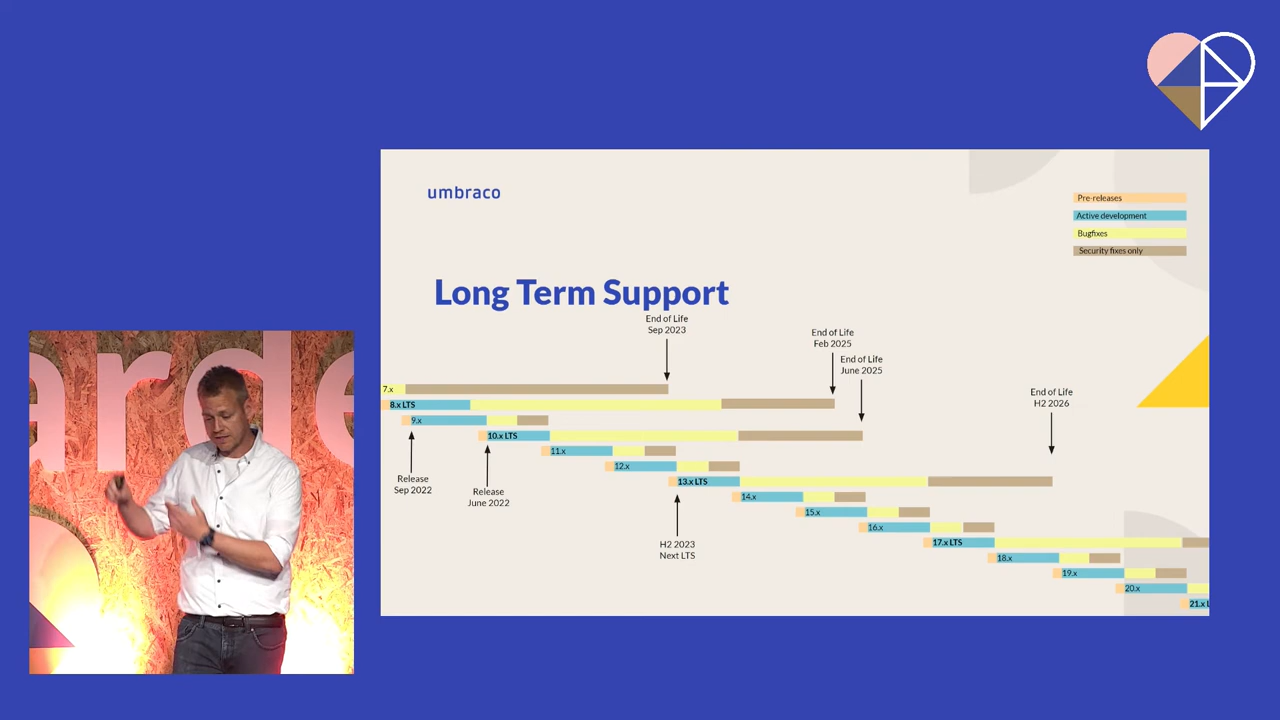 umbraco
Pre-releases
Active development
Bugfixes
Security fixes only
Long Term Support
End of Life
Sep 2023
End of Life
Feb 2025
End of Life
June 2025
End of Life
H2 2026
7.x
8.x LTS
9.x
10.x LTS
11.x
12.x
13.x LTS
14.x
15.x
16.x
17.x LTS
18.x
19.x
20.x
21.x L
Release
Sep 2022
Release
June 2022
H2 2023
Next LTS
arde